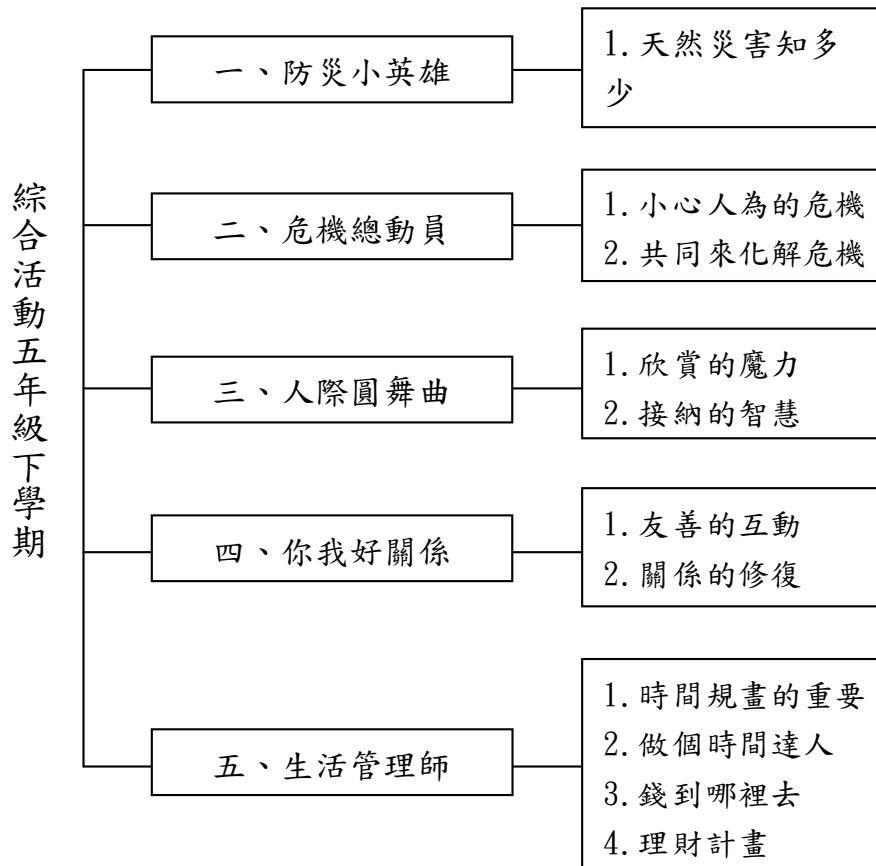 綜合活動五年級下學期
一、防災小英雄
1.天然災害知多
少
二、危機總動員
1.小心人為的危機
2.共同來化解危機
三、人際圓舞曲
1.欣賞的魔力
2.接納的智慧
四、你我好關係
1.友善的互動
2.關係的修復
五、生活管理師
1.時間規畫的重要
2.做個時間達人
3.錢到哪裡去
4.理財計畫